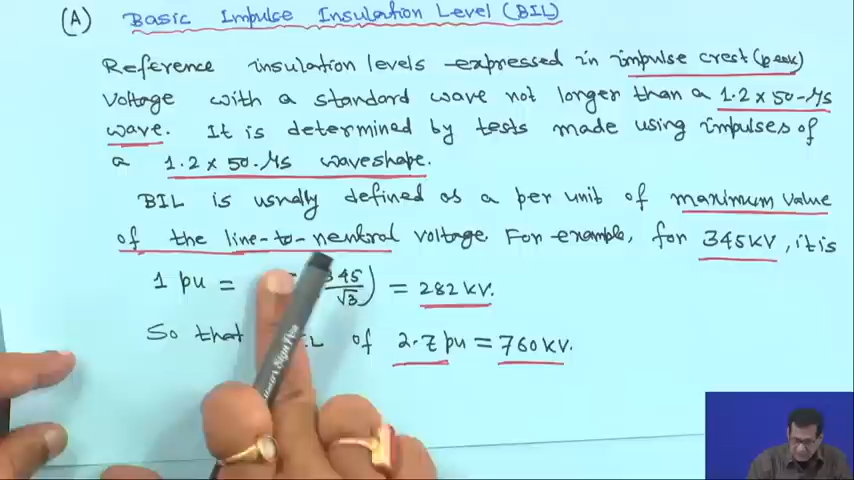 (A) Basic Impulse Insulation Level (BIL)
Reference insulation levels expressed in impulse crest (peak)
voltage with a standard wave not longer than a 1.2 x 50-μs
wave. It is determined by tests made using impulses of
a 1.2 x 50-μs waveshape.
BIL is usually defined as a per unit of maximum value
of the line-to-neutral voltage. For example, for 345KV, it is
1 pu = 345/√3) = 282 kV.
So that of 2.7 pu = 760 kV.